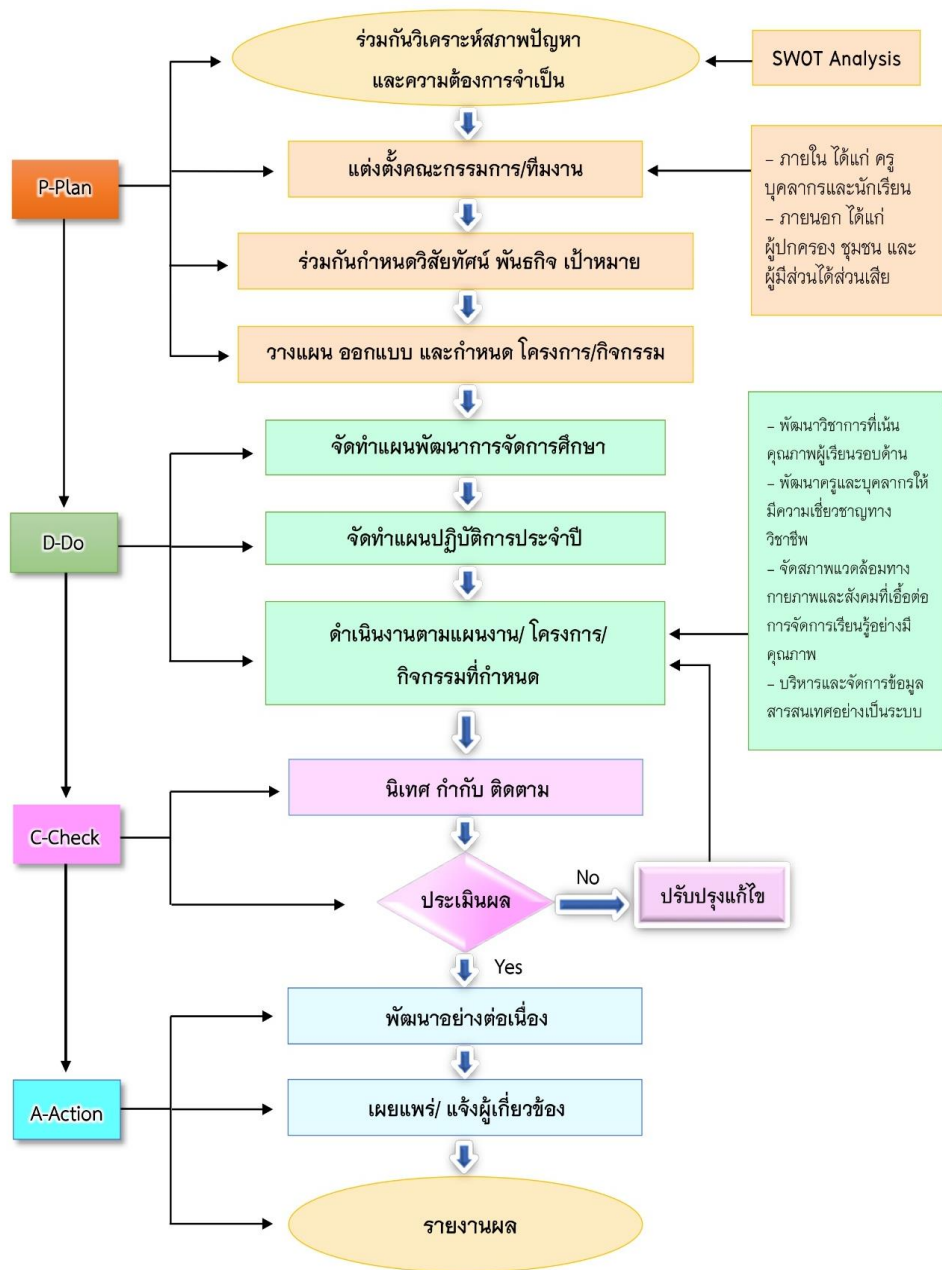 ร่วมกันวิเคราะห์สภาพปัญหา
และความต้องการจำเป็น
SWOT Analysis
P-Plan
แต่งตั้งคณะกรรมการ/ทีมงาน
– ภายใน ได้แก่ ครู
บุคลากรและนักเรียน
– ภายนอก ได้แก่
ผู้ปกครอง ชุมชน และ
ผู้มีส่วนได้ส่วนเสีย
ร่วมกันกำหนดวิสัยทัศน์ พันธกิจ เป้าหมาย
วางแผน ออกแบบ และกำหนด โครงการ/กิจกรรม
D-Do
จัดทำแผนพัฒนาการจัดการศึกษา
จัดทำแผนปฏิบัติการประจำปี
ดำเนินงานตามแผนงาน/ โครงการ/
กิจกรรมที่กำหนด
– พัฒนาวิชาการที่เน้น
คุณภาพผู้เรียนรอบด้าน
– พัฒนาครูและบุคลากรให้
มีความเชี่ยวชาญทาง
วิชาชีพ
– จัดสภาพแวดล้อมทาง
กายภาพและสังคมที่เอื้อต่อ
การจัดการเรียนรู้อย่างมี
คุณภาพ
– บริหารและจัดการข้อมูล
สารสนเทศอย่างเป็นระบบ
C-Check
นิเทศ กำกับ ติดตาม
ประเมินผล
No
ปรับปรุงแก้ไข
Yes
A-Action
พัฒนาอย่างต่อเนื่อง
เผยแพร่/ แจ้งผู้เกี่ยวข้อง
รายงานผล